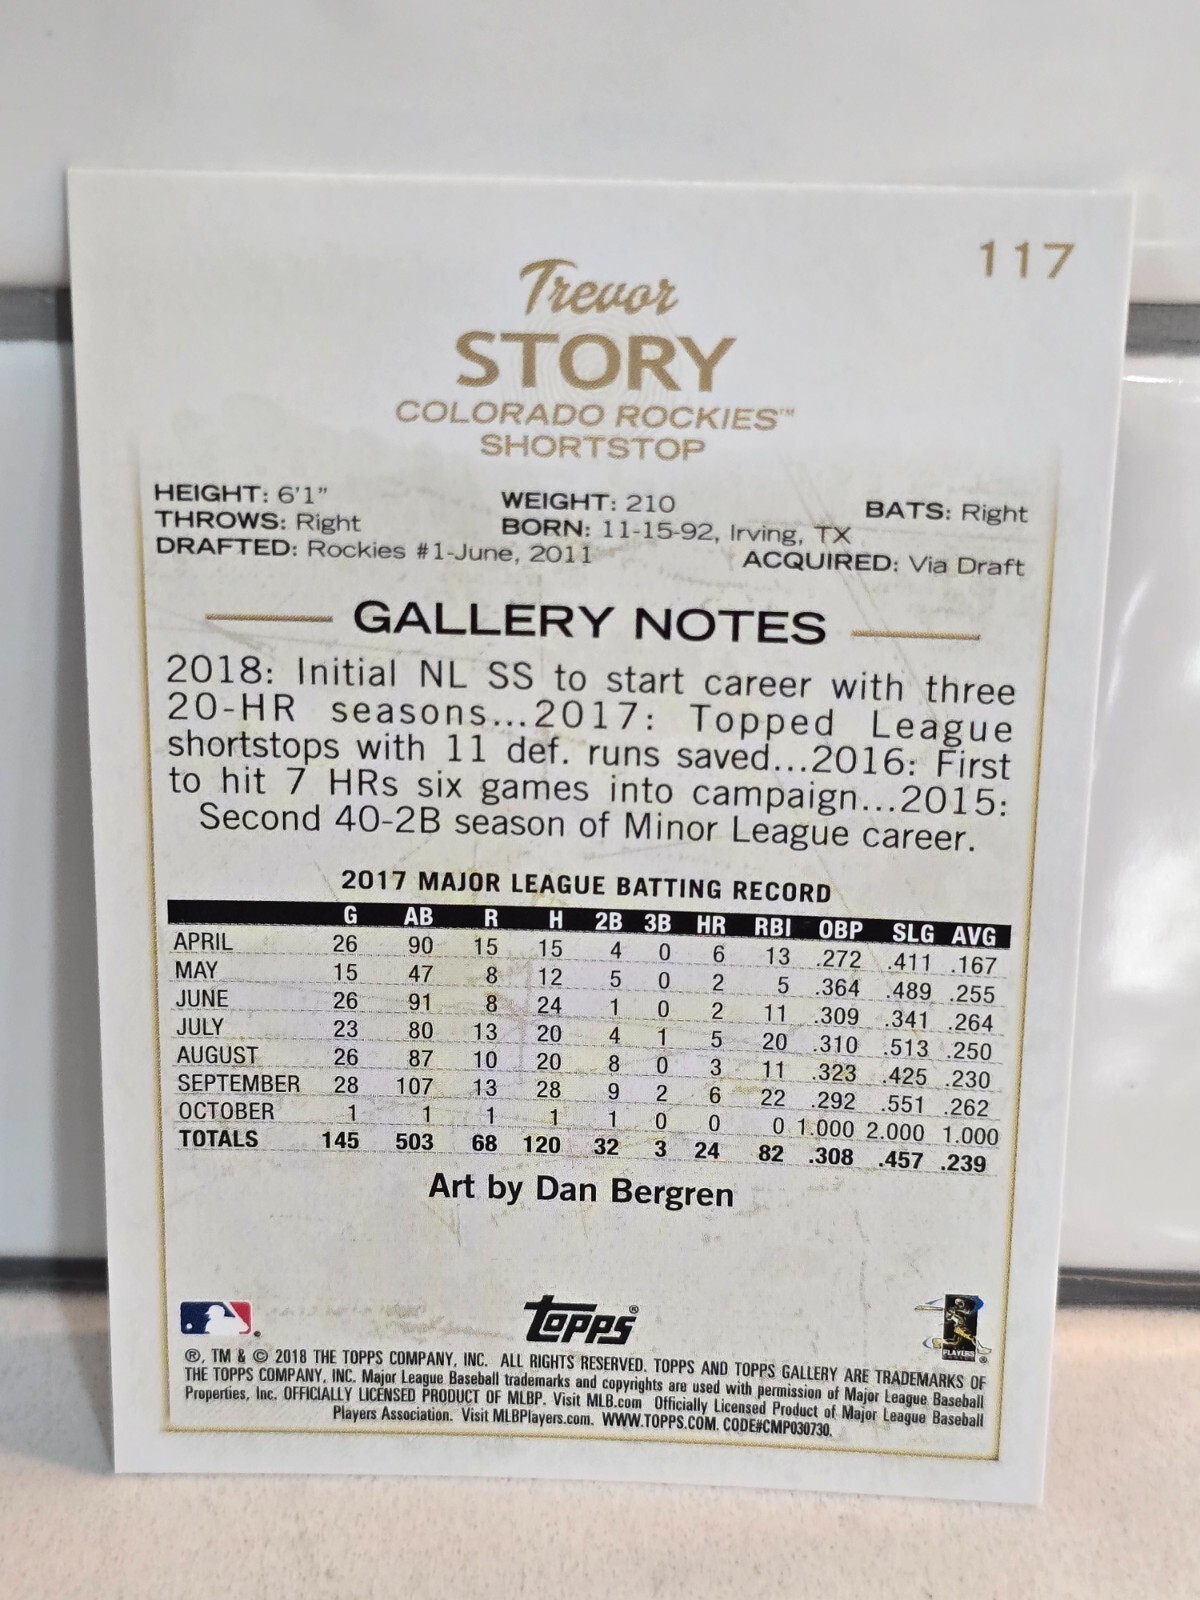 117
Trevor
STORY
COLORADO ROCKIES™
SHORTSTOP
HEIGHT: 6'1" WEIGHT: 210 BATS: Right
THROWS: Right BORN: 11-15-92, Irving, TX
DRAFTED: Rockies #1-June, 2011 ACQUIRED: Via Draft
GALLERY NOTES
2018: Initial NL SS to start career with three
20-HR seasons...2017: Topped League
shortstops with 11 def. runs saved...2016: First
to hit 7 HRs six games into campaign...2015:
Second 40-2B season of Minor League career.
2017 MAJOR LEAGUE BATTING RECORD
G AB R H 2B 3B HR RBI OBP SLG AVG
APRIL 26 90 15 15 4 0 6 13 .272 .411 .167
MAY 15 47 8 12 5 0 2 5 .364 .489 .255
JUNE 26 91 8 24 1 0 2 11 .309 .341 .264
JULY 23 80 13 20 4 1 5 20 .310 .513 .250
AUGUST 26 87 10 20 8 0 3 11 .323 .425 .230
SEPTEMBER 28 107 13 28 9 2 6 22 .292 .551 .262
OCTOBER 1 1 1 1 1 0 0 0 1.000 2.000 1.000
TOTALS 145 503 68 120 32 3 24 82 .308 .457 .239
Art by Dan Bergren
topps®
PLAYERS
®, TM & © 2018 THE TOPPS COMPANY, INC. ALL RIGHTS RESERVED. TOPPS AND TOPPS GALLERY ARE TRADEMARKS OF
THE TOPPS COMPANY, INC. Major League Baseball trademarks and copyrights are used with permission of Major League Baseball
Properties, Inc. OFFICIALLY LICENSED PRODUCT OF MLBP. Visit MLB.com Officially Licensed Product of Major League Baseball
Players Association. Visit MLBPlayers.com. WWW.TOPPS.COM. CODE#CMP030730.